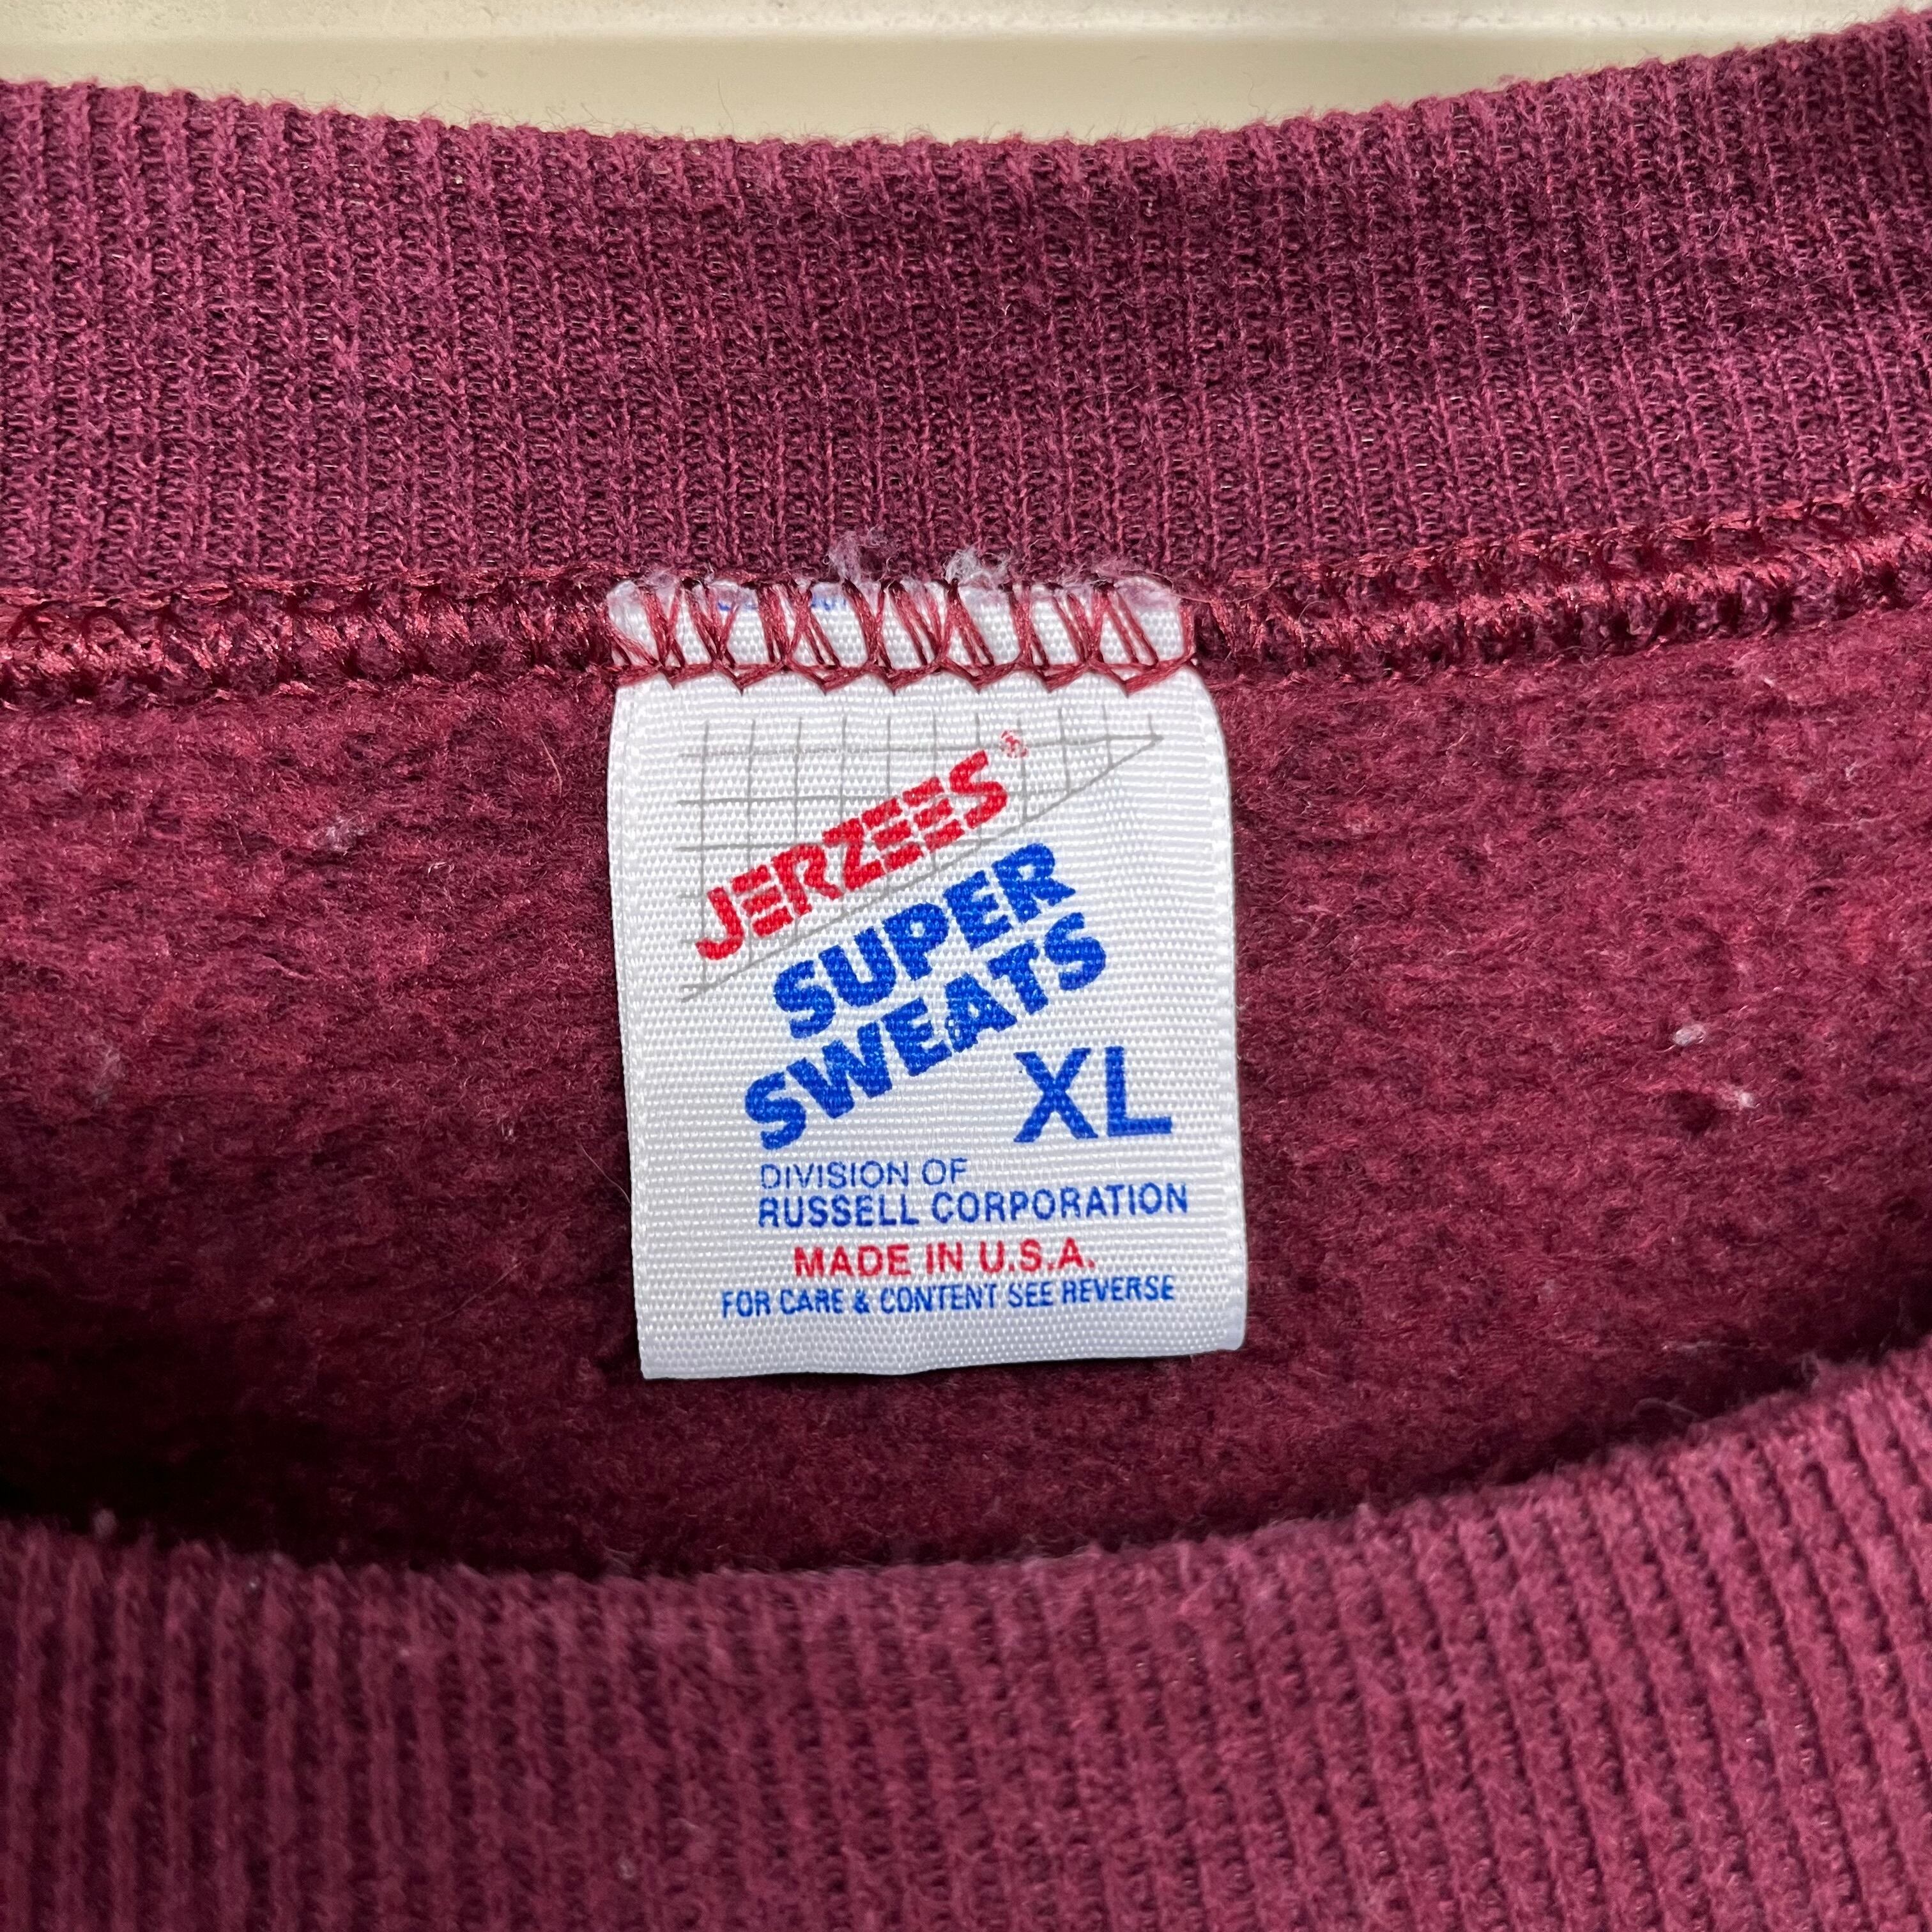 JERZEES®
SUPER
SWEATS
XL
DIVISION OF
RUSSELL CORPORATION
MADE IN U.S.A.
FOR CARE & CONTENT SEE REVERSE